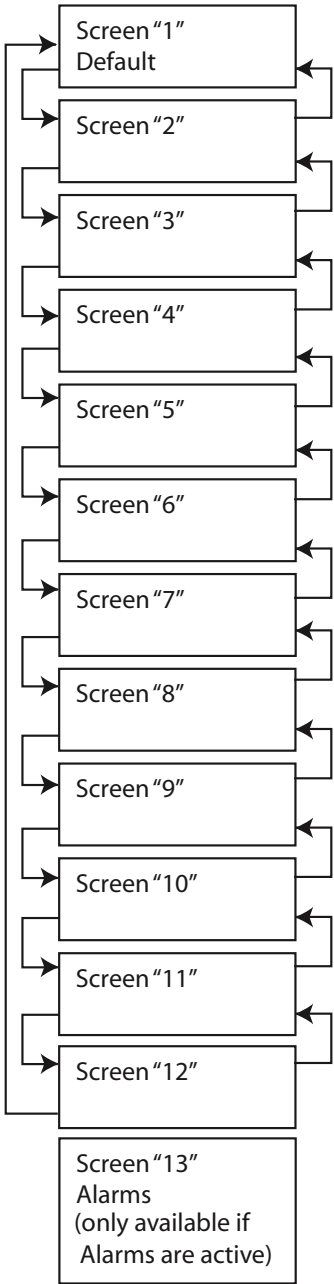 Screen “1”
Default
Screen “2”
Screen “3”
Screen “4”
Screen “5”
Screen “6”
Screen “7”
Screen “8”
Screen “9”
Screen “10”
Screen “11”
Screen “12”
Screen “13”
Alarms
(only available if
Alarms are active)